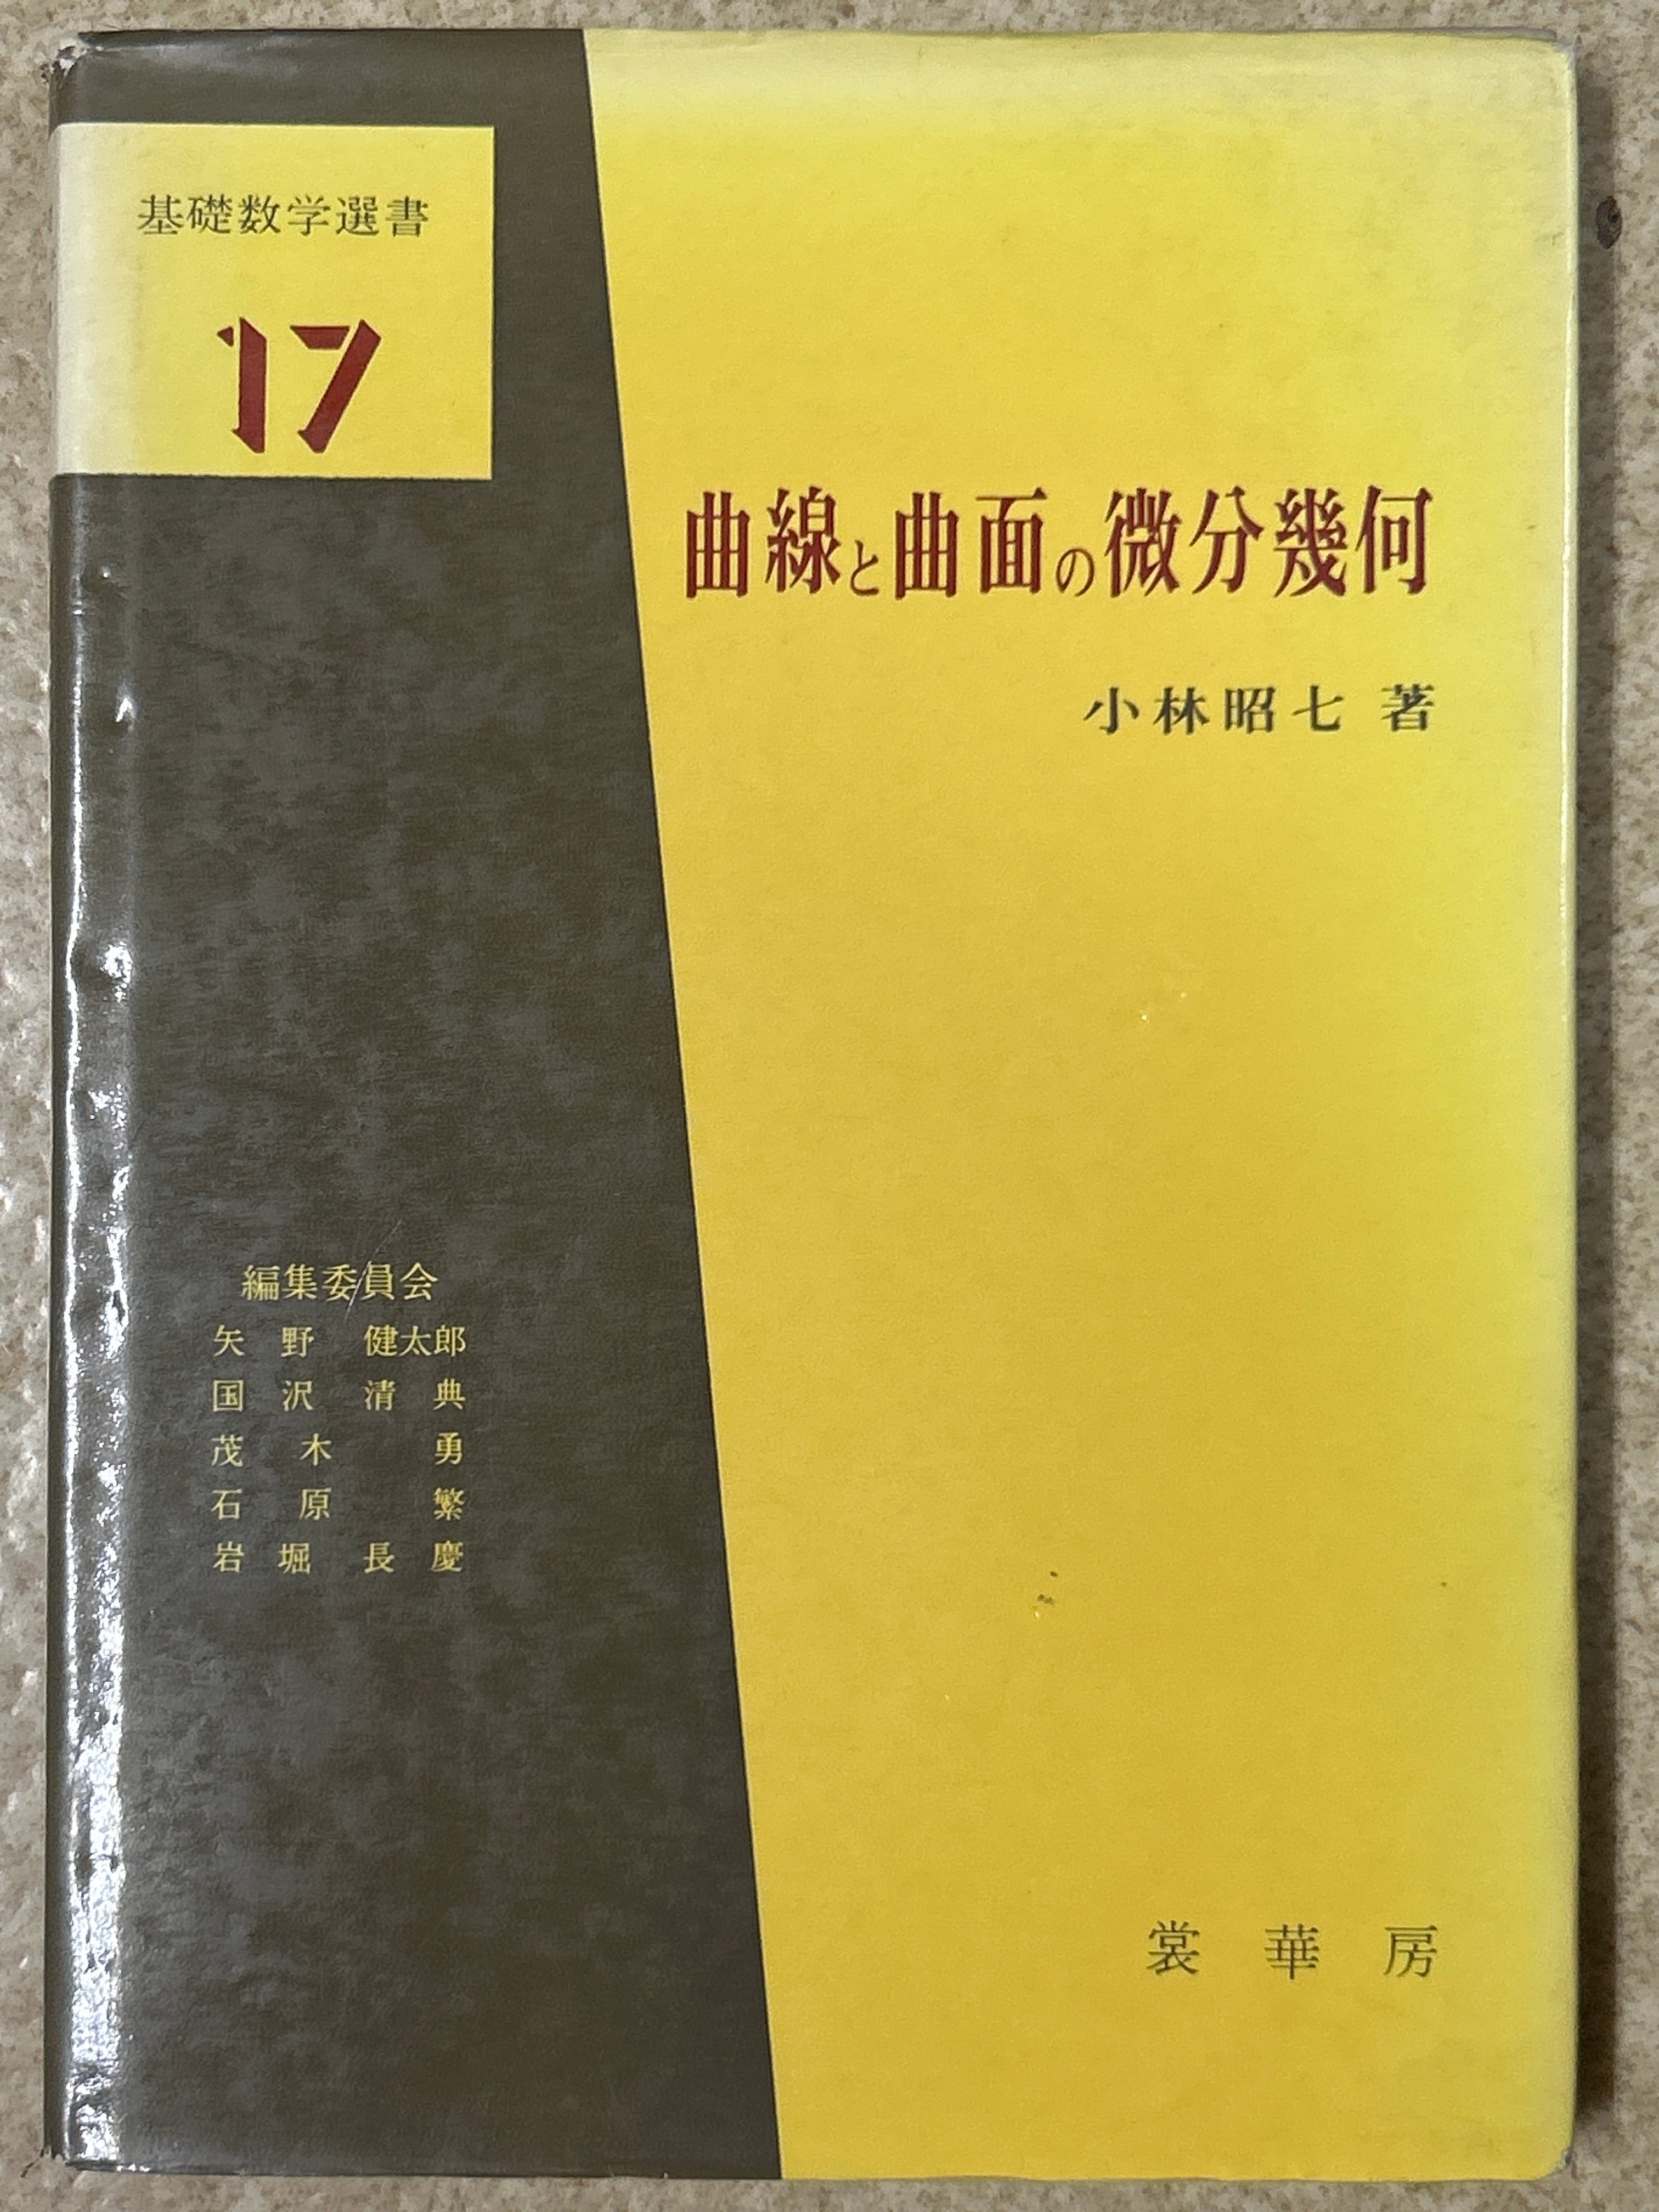 基礎数学選書
17
曲線と曲面の微分幾何
小林昭七 著
編集委員会
矢野 健太郎
国沢 清典
茂木 勇
石原 繁
岩堀 長慶
裳華房